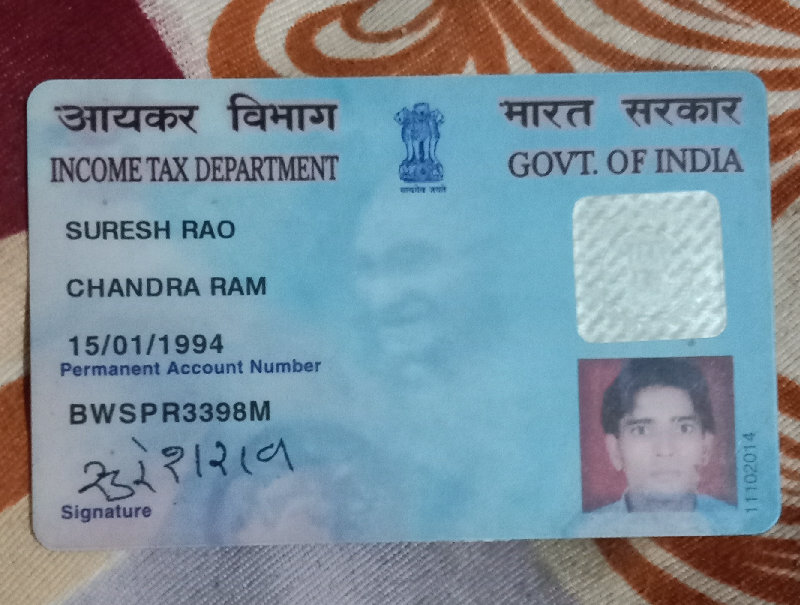 आयकर विभाग
INCOME TAX DEPARTMENT
भारत सरकार
GOVT. OF INDIA
सत्यमेव जयते
SURESH RAO
CHANDRA RAM
15/01/1994
Permanent Account Number
BWSPR3398M
सुरेशराव
Signature
11102014